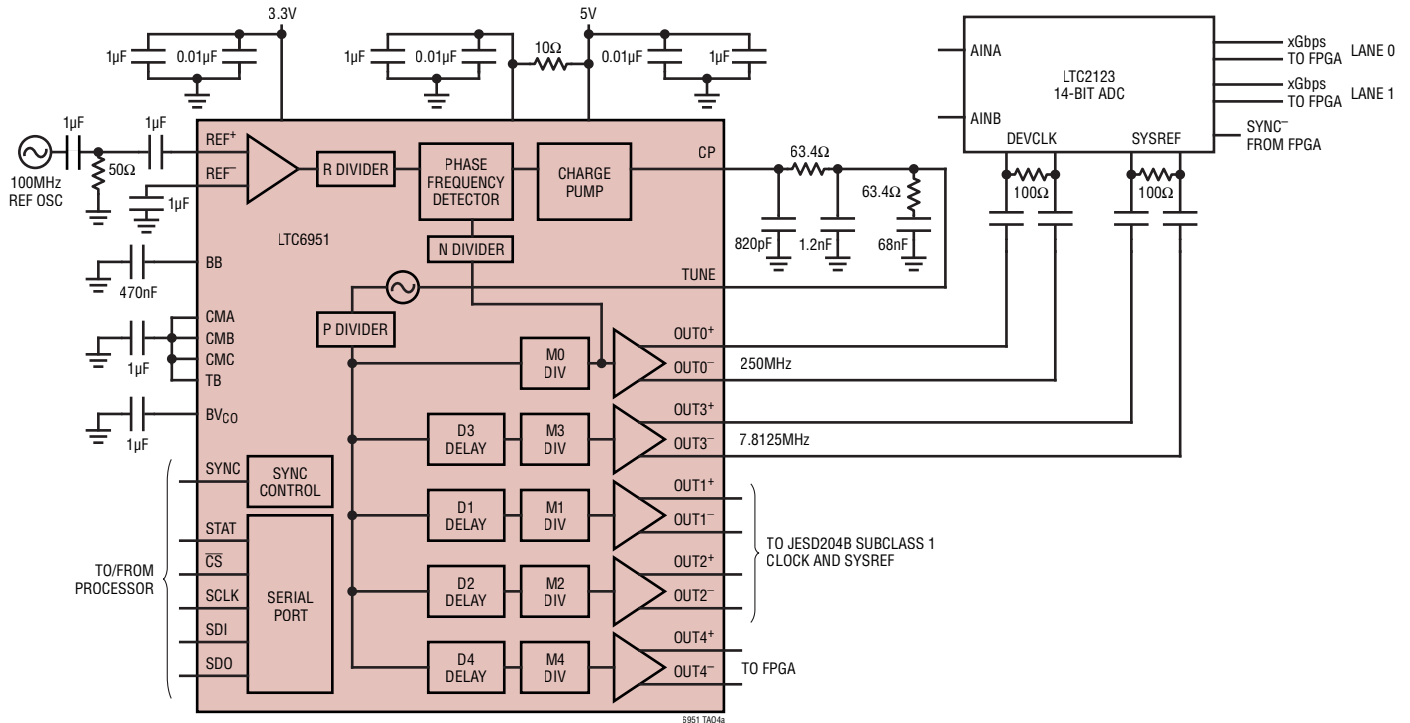 3.3V
5V
1µF
0.01µF
1µF
0.01µF
10Ω
0.01µF
1µF
AINA
AINB
LTC2123
14-BIT ADC
DEVCLK
SYSREF
xGbps
TO FPGA
LANE 0
xGbps
TO FPGA
LANE 1
SYNC–
FROM FPGA
100Ω
100Ω
1µF
1µF
50Ω
100MHz
REF OSC
1µF
REF+
REF–
R DIVIDER
PHASE
FREQUENCY
DETECTOR
CHARGE
PUMP
CP
63.4Ω
63.4Ω
820pF
1.2nF
68nF
LTC6951
N DIVIDER
BB
470nF
TUNE
P DIVIDER
CMA
CMB
CMC
TB
1µF
M0
DIV
OUT0+
OUT0–
250MHz
BVCO
1µF
D3
DELAY
M3
DIV
OUT3+
OUT3–
7.8125MHz
SYNC
SYNC
CONTROL
D1
DELAY
M1
DIV
OUT1+
OUT1–
TO JESD204B SUBCLASS 1
CLOCK AND SYSREF
TO/FROM
PROCESSOR
STAT
CS
SCLK
SDI
SDO
SERIAL
PORT
D2
DELAY
M2
DIV
OUT2+
OUT2–
D4
DELAY
M4
DIV
OUT4+
OUT4–
TO FPGA
6951 TA04a